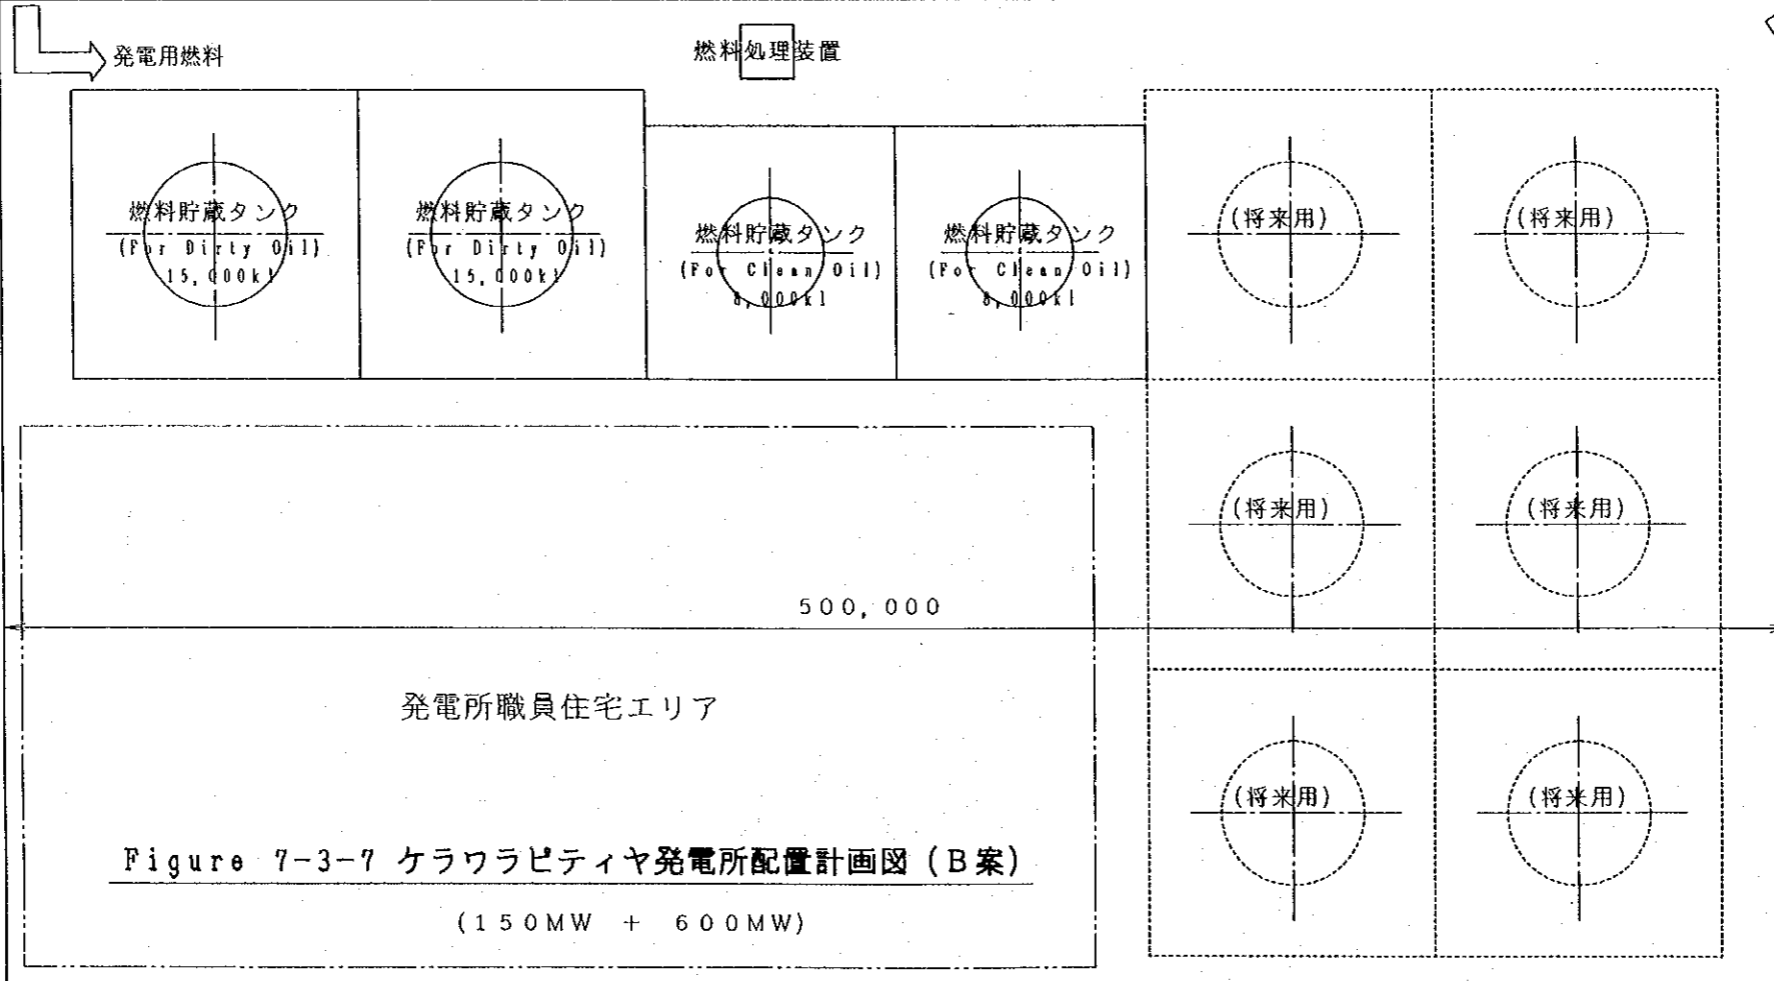 発電用燃料
燃料処理装置
燃料貯蔵タンク
(For Dirty Oil)
15,000kl
燃料貯蔵タンク
(For Dirty Oil)
15,000kl
燃料貯蔵タンク
(For Clean Oil)
8,000kl
燃料貯蔵タンク
(For Clean Oil)
8,000kl
(将来用)
(将来用)
(将来用)
(将来用)
500,000
発電所職員住宅エリア
(将来用)
(将来用)
Figure 7-3-7 ケラワラピティヤ発電所配置計画図(B案)
(150MW + 600MW)